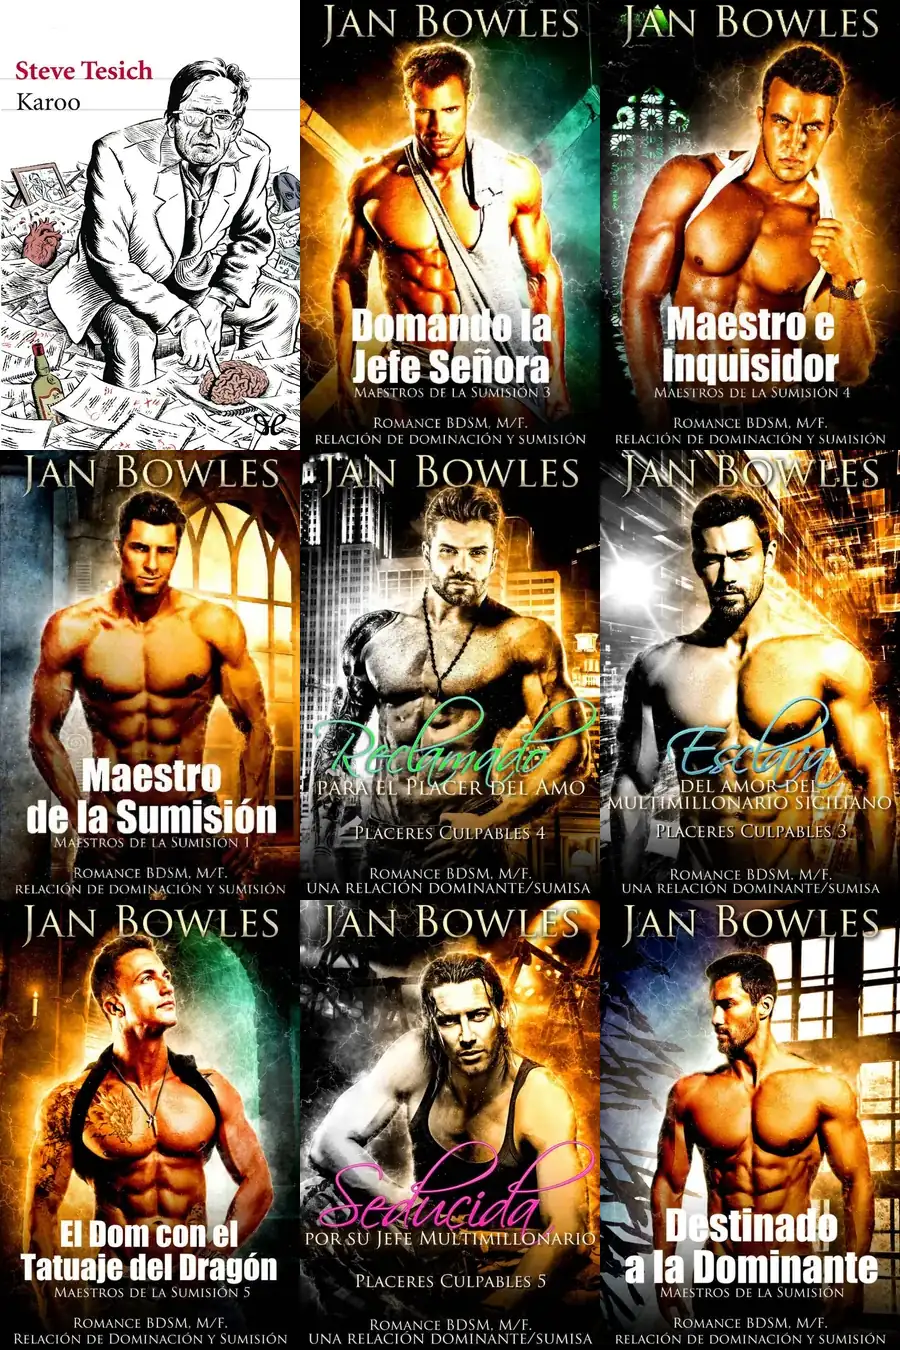 Steve Tesich
Karoo
JAN BOWLES
Domando la
Jefe Señora
MAESTROS DE LA SUMISIÓN 3
ROMANCE BDSM, M/F.
RELACIÓN DE DOMINACIÓN Y SUMISIÓN
JAN BOWLES
Maestro e
Inquisidor
MAESTROS DE LA SUMISIÓN 4
ROMANCE BDSM, M/F.
RELACIÓN DE DOMINACIÓN Y SUMISIÓN
JAN BOWLES
Maestro
de la Sumisión
MAESTROS DE LA SUMISIÓN 1
ROMANCE BDSM, M/F.
RELACIÓN DE DOMINACIÓN Y SUMISIÓN
JAN BOWLES
Reclamado
PARA EL PLACER DEL AMO
PLACERES CULPABLES 4
ROMANCE BDSM, M/F.
UNA RELACIÓN DOMINANTE/SUMISA
JAN BOWLES
Esclava
DEL AMOR DEL
MULTIMILLONARIO SICILIANO
PLACERES CULPABLES 3
ROMANCE BDSM, M/F.
UNA RELACIÓN DOMINANTE/SUMISA
JAN BOWLES
El Dom con el
Tatuaje del Dragón
MAESTROS DE LA SUMISIÓN 5
ROMANCE BDSM, M/F.
RELACIÓN DE DOMINACIÓN Y SUMISIÓN
JAN BOWLES
Seducida
POR SU JEFE MULTIMILLONARIO
PLACERES CULPABLES 5
ROMANCE BDSM, M/F.
UNA RELACIÓN DOMINANTE/SUMISA
JAN BOWLES
Destinado
a la Dominante
MAESTROS DE LA SUMISIÓN
ROMANCE BDSM, M/F.
RELACIÓN DE DOMINACIÓN Y SUMISIÓN